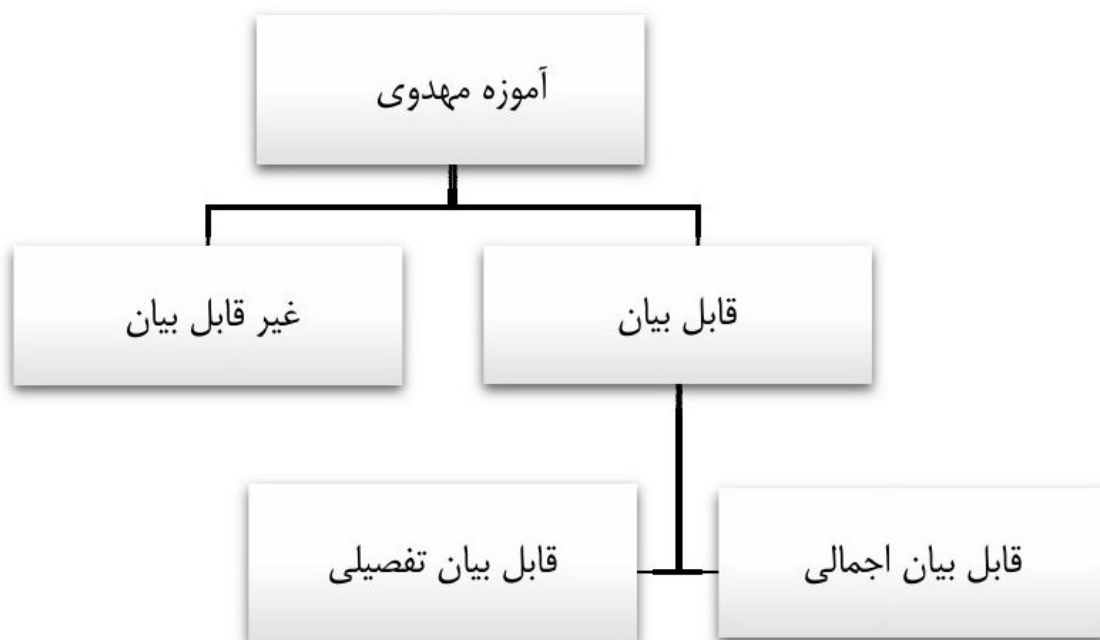 آموزه مهدوی
قابل بیان
غیر قابل بیان
قابل بیان اجمالی
قابل بیان تفصیلی